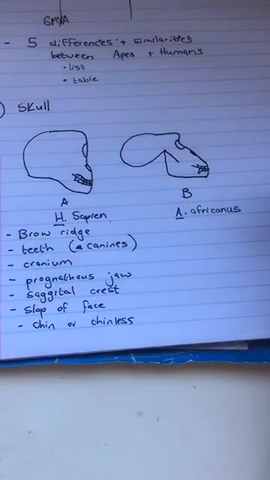 GMYA
- 5 differences + similarities
between Apes + Humans
• list
• table
) Skull
A
B
H. Sapien
A. africanus
- Brow ridge
- teeth (a canines)
- cranium
- prognathous jaw
- saggital crest
- slop of face
- chin or chinless